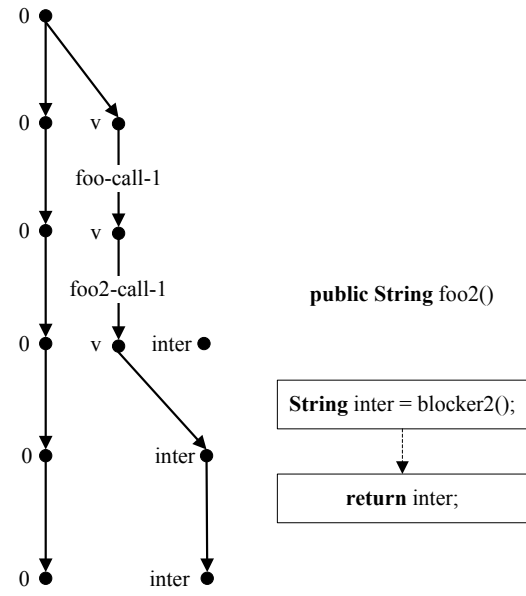 0
0 v
foo-call-1
0 v
foo2-call-1
public String foo2()
0 v inter
String inter = blocker2();
0 inter
return inter;
0 inter